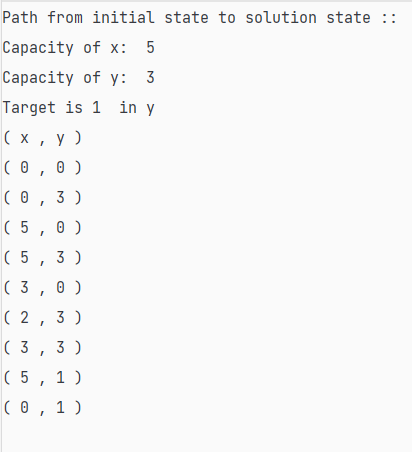 Path from initial state to solution state ::
Capacity of x:  5
Capacity of y:  3
Target is 1  in y
( x , y )
( 0 , 0 )
( 0 , 3 )
( 5 , 0 )
( 5 , 3 )
( 3 , 0 )
( 2 , 3 )
( 3 , 3 )
( 5 , 1 )
( 0 , 1 )